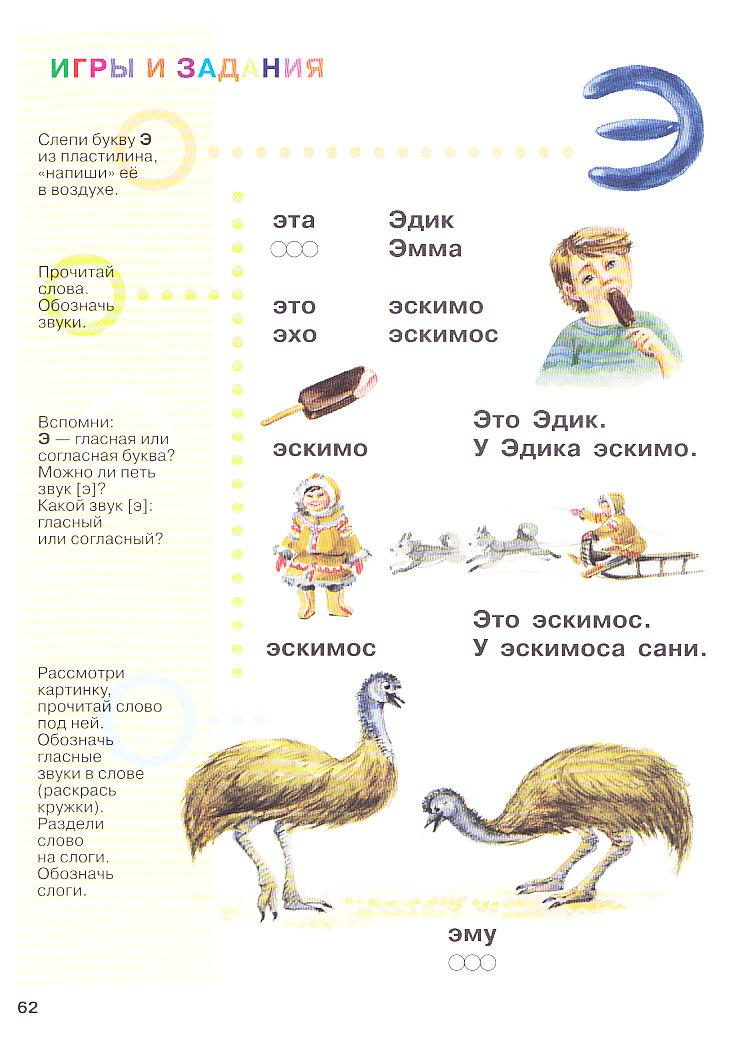 ИГРЫ И ЗАДАНИЯ
Э
Слепи букву Э
из пластилина,
«напиши» её
в воздухе.
эта Эдик
Эмма
Прочитай
слова.
Обозначь
звуки.
это эскимо
эхо эскимос
Вспомни:
Э — гласная или
согласная буква?
Можно ли петь
звук [э]?
Какой звук [э]:
гласный
или согласный?
эскимо
Это Эдик.
У Эдика эскимо.
эскимос
Это эскимос.
У эскимоса сани.
Рассмотри
картинку,
прочитай слово
под ней.
Обозначь
гласные
звуки в слове
(раскрась
кружки).
Раздели
слово
на слоги.
Обозначь
слоги.
эму
62